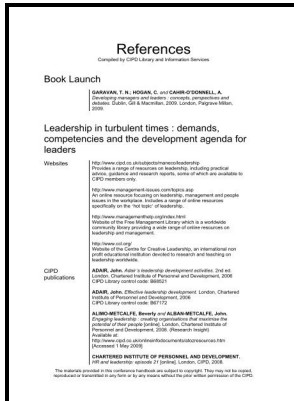 References
Compiled by CIPD Library and Information Services
Book Launch
GARAVAN, T. N.; HOGAN, C. and CAHIR-O'DONNELL, A.
Developing managers and leaders : concepts, perspectives and
debates. Dublin, Gill & Macmillan, 2009. London, Palgrave Millan,
2009.
Leadership in turbulent times : demands,
competencies and the development agenda for
leaders
Websites
http://www.cipd.co.uk/subjects/maneco/leadership
Provides a range of resources on leadership, including practical
advice, guidance and research reports, some of which are available to
CIPD members only.
http://www.management-issues.com/topics.asp
An online resource focusing on leadership, management and people
issues in the workplace. Includes a range of online resources
specifically on the 'hot topic' of leadership.
http://www.managementhelp.org/index.html
Website of the Free Management Library which is a worldwide
community library providing a wide range of online resources on
leadership and management.
http://www.ccl.org/
Website of the Centre for Creative Leadership, an international non
profit educational institution devoted to research and teaching on
leadership worldwide.
CIPD
publications
ADAIR, John. Adair's leadership development activities. 2nd ed.
London, Chartered Institute of Personnel and Development, 2006
CIPD Library control code: B68521
ADAIR, John. Effective leadership development. London, Chartered
Institute of Personnel and Development, 2006
CIPD Library control code: B67172
ALIMO-METCALFE, Beverly and ALBAN-METCALFE, John.
Engaging leadership : creating organisations that maximise the
potential of their people [online]. London, Chartered Institute of
Personnel and Development, 2008. (Research insight)
Available at:
http://www.cipd.co.uk/onlineinfodocuments/atozresources.htm
[Accessed 1 May 2009]
CHARTERED INSTITUTE OF PERSONNEL AND DEVELOPMENT.
HR and leadership: episode 21 [online]. London, CIPD, 2008.
The materials provided in this conference handbook are subject to copyright. They may not be copied,
reproduced or transmitted in any form or by any means without the prior written permission of the CIPD.